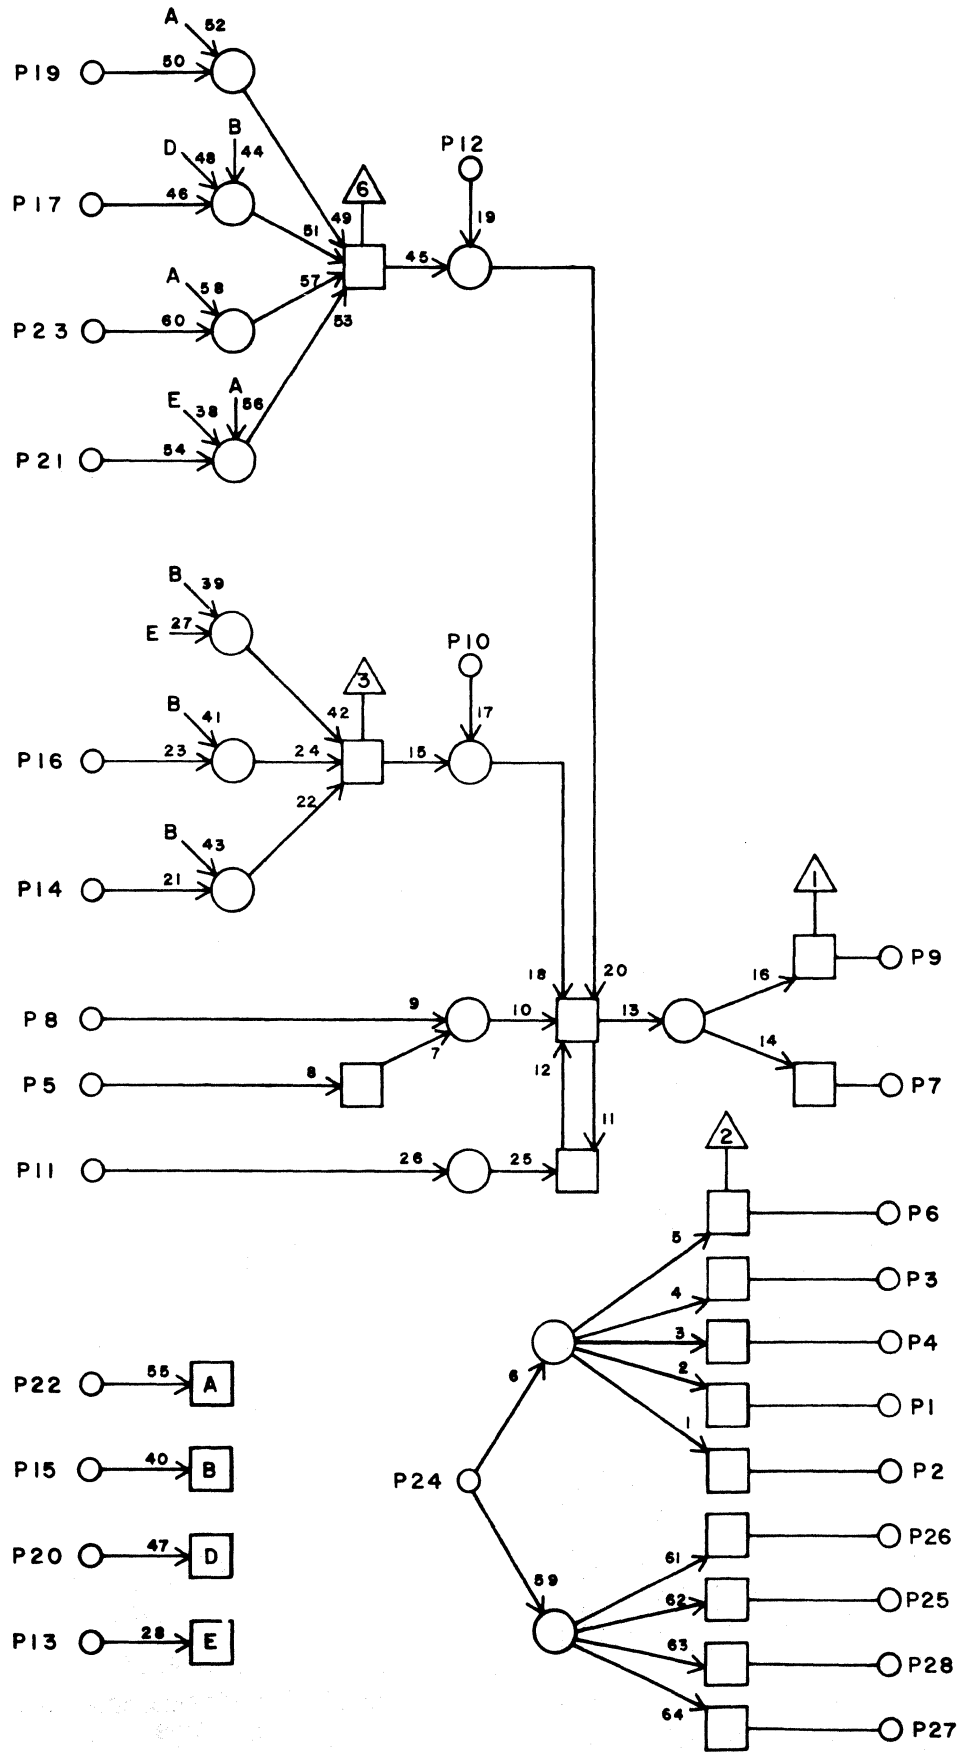 A 52
P19 50
B
D 48 44
P17 46
51
49
6
P12
19
45
A 58
57
P23 60
53
A
E 38 56
P21 54
B 39
E 27
P10
3
17
B 41
42
P16 23 24 15
22
B 43
P14 21
1
18 20
16 P9
P8 9 10 13
7
14
P5 8 12 P7
11
2
P11 26 25
P6
5
P3
4
3 P4
P22 55 A
6
2
P1
1
P15 40 B
P24
P2
P26
P20 47 D
59
61
62 P25
P13 28 E
63
P28
64
P27